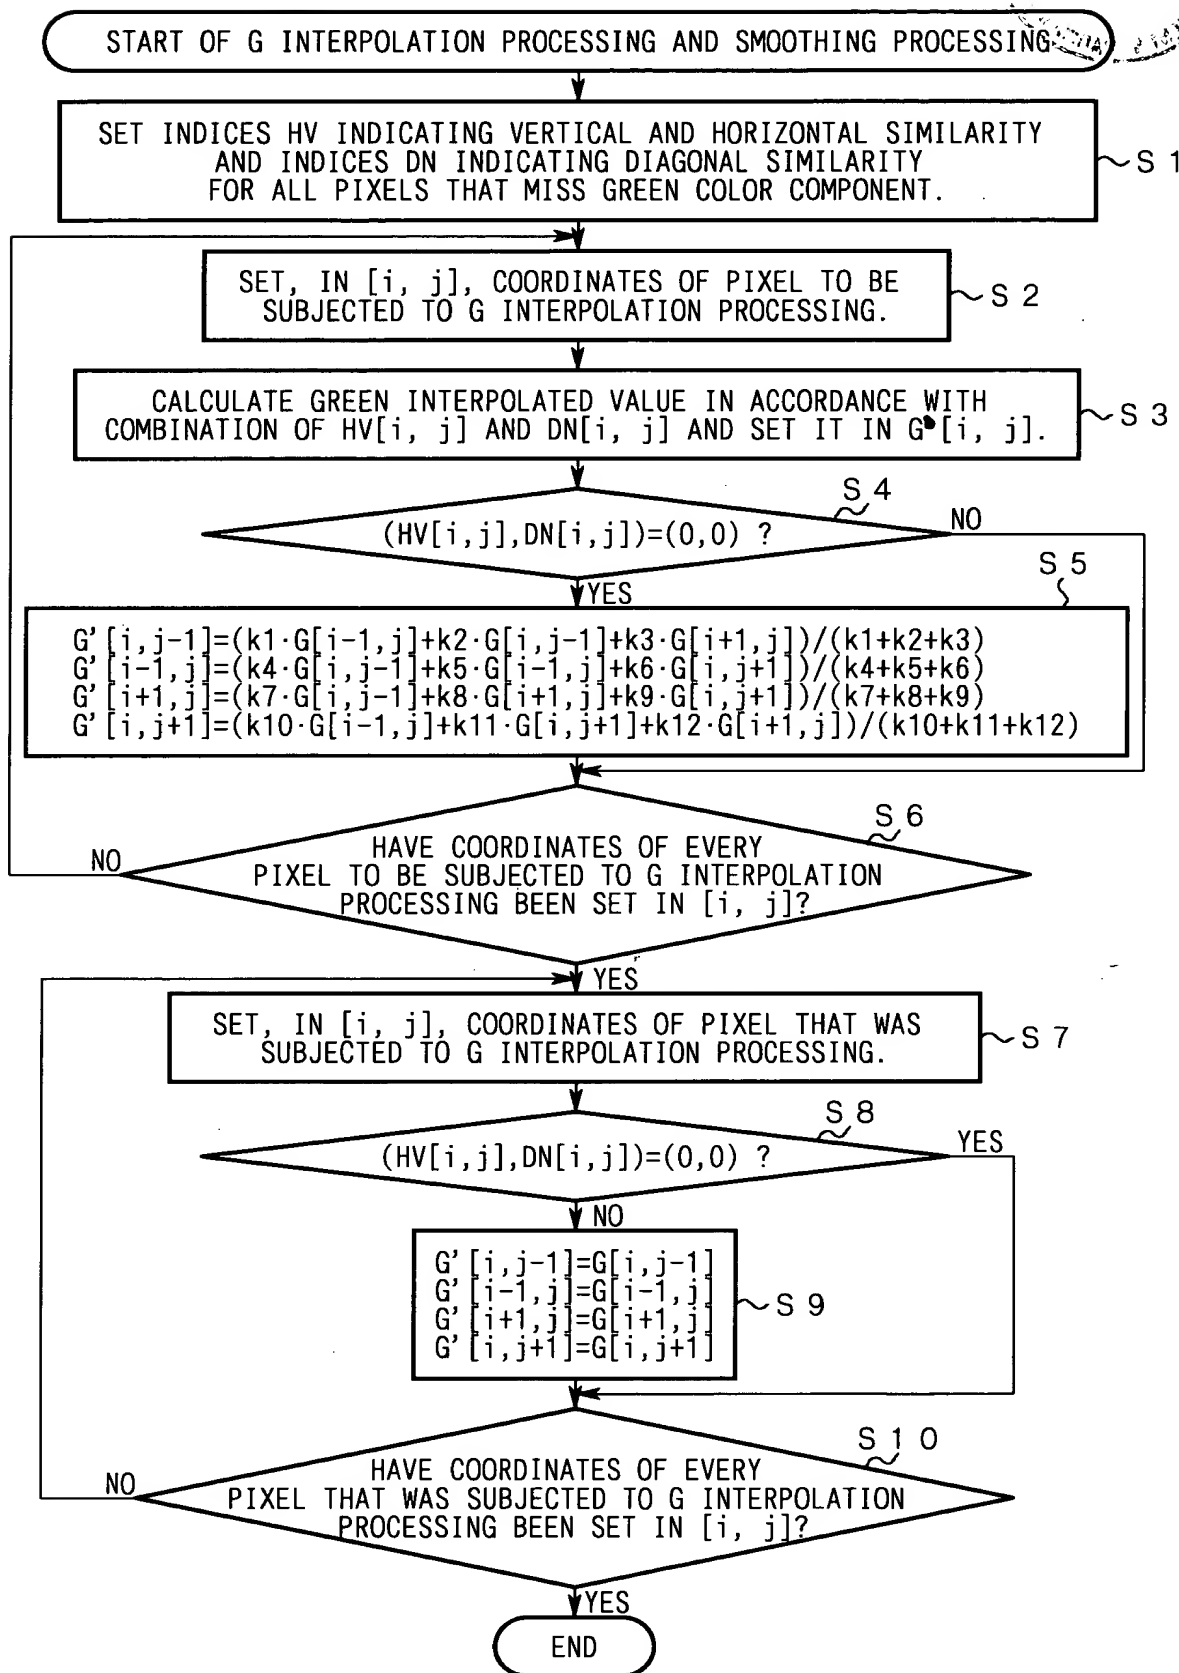 START OF G INTERPOLATION PROCESSING AND SMOOTHING PROCESSING
SET INDICES HV INDICATING VERTICAL AND HORIZONTAL SIMILARITY
AND INDICES DN INDICATING DIAGONAL SIMILARITY
FOR ALL PIXELS THAT MISS GREEN COLOR COMPONENT.
S 1
SET, IN [i, j], COORDINATES OF PIXEL TO BE
SUBJECTED TO G INTERPOLATION PROCESSING.
S 2
CALCULATE GREEN INTERPOLATED VALUE IN ACCORDANCE WITH
COMBINATION OF HV[i, j] AND DN[i, j] AND SET IT IN G' [i, j].
S 3
S 4
(HV[i,j],DN[i,j])=(0,0) ?
NO
YES
S 5
G' [i,j-1]=(k1·G[i-1,j]+k2·G[i,j-1]+k3·G[i+1,j])/(k1+k2+k3)
G' [i-1,j]=(k4·G[i,j-1]+k5·G[i-1,j]+k6·G[i,j+1])/(k4+k5+k6)
G' [i+1,j]=(k7·G[i,j-1]+k8·G[i+1,j]+k9·G[i,j+1])/(k7+k8+k9)
G' [i,j+1]=(k10·G[i-1,j]+k11·G[i,j+1]+k12·G[i+1,j])/(k10+k11+k12)
S 6
HAVE COORDINATES OF EVERY
PIXEL TO BE SUBJECTED TO G INTERPOLATION
PROCESSING BEEN SET IN [i, j]?
NO
YES
SET, IN [i, j], COORDINATES OF PIXEL THAT WAS
SUBJECTED TO G INTERPOLATION PROCESSING.
S 7
S 8
(HV[i,j],DN[i,j])=(0,0) ?
YES
NO
G' [i,j-1]=G[i,j-1]
G' [i-1,j]=G[i-1,j]
G' [i+1,j]=G[i+1,j]
G' [i,j+1]=G[i,j+1]
S 9
S 1 0
HAVE COORDINATES OF EVERY
PIXEL THAT WAS SUBJECTED TO G INTERPOLATION
PROCESSING BEEN SET IN [i, j]?
NO
YES
END